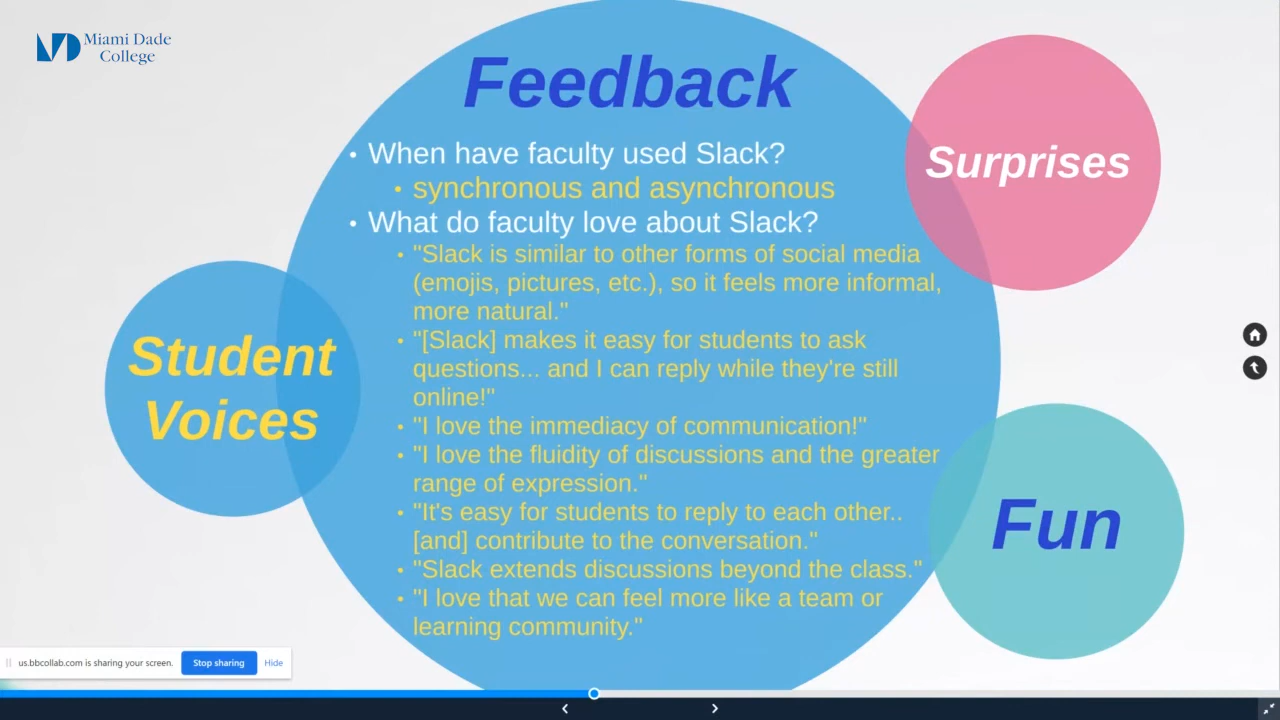 Miami Dade
College
Feedback
• When have faculty used Slack?
• synchronous and asynchronous
• What do faculty love about Slack?
• "Slack is similar to other forms of social media
(emojis, pictures, etc.), so it feels more informal,
more natural."
• "[Slack] makes it easy for students to ask
questions... and I can reply while they're still
online!"
• "I love the immediacy of communication!"
• "I love the fluidity of discussions and the greater
range of expression."
• "It's easy for students to reply to each other..
[and] contribute to the conversation."
• "Slack extends discussions beyond the class."
• "I love that we can feel more like a team or
learning community."
Surprises
Student
Voices
Fun
us.bbcollab.com is sharing your screen. Stop sharing Hide